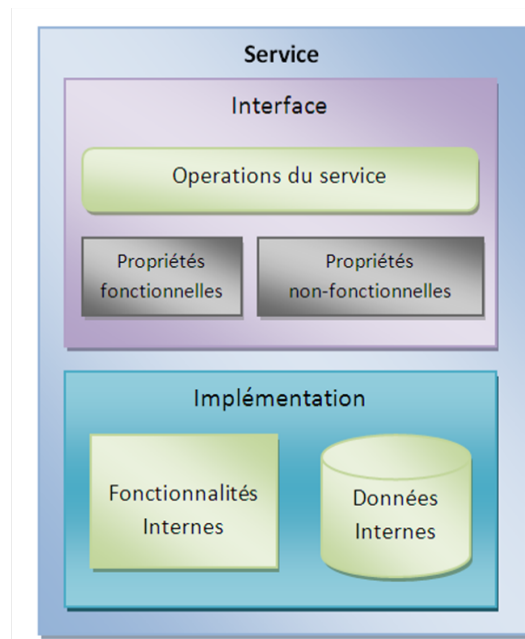 Service
Interface
Operations du service
Propriétés
fonctionnelles
Propriétés
non-fonctionnelles
Implémentation
Fonctionnalités
Internes
Données
Internes